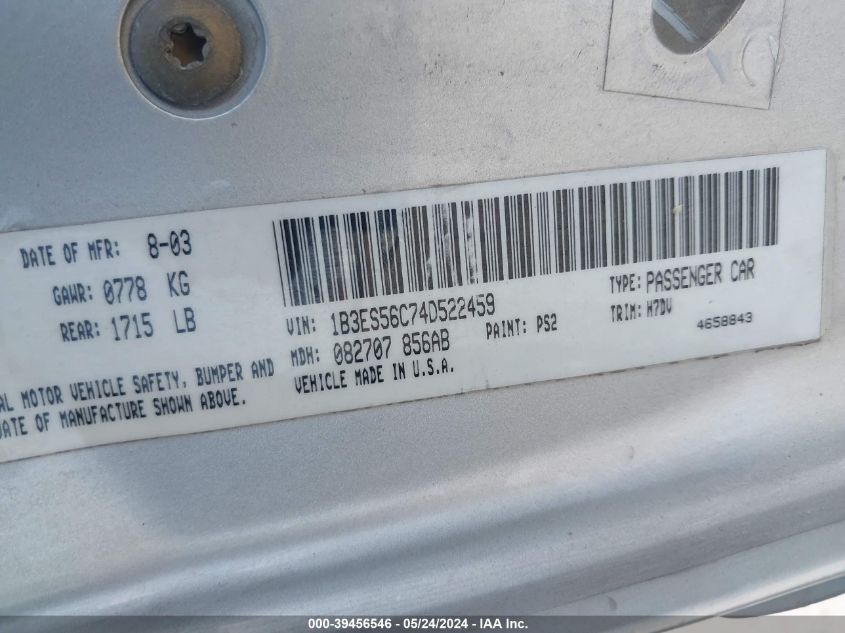 DATE OF MFR: 8-03
GAWR: 0778 KG
REAR: 1715 LB
AL MOTOR VEHICLE SAFETY, BUMPER AND
DATE OF MANUFACTURE SHOWN ABOVE.
VIN: 1B3ES56C74D522459
MDH: 082707 856AB
VEHICLE MADE IN U.S.A.
PAINT: PS2
TYPE: PASSENGER CAR
TRIM: H7DV
4658843
000-39456546 - 05/24/2024 - IAA Inc.